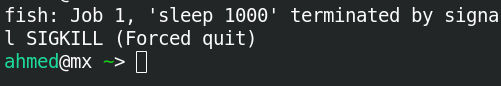 fish: Job 1, 'sleep 1000' terminated by signa
l SIGKILL (Forced quit)
ahmed@mx ~>